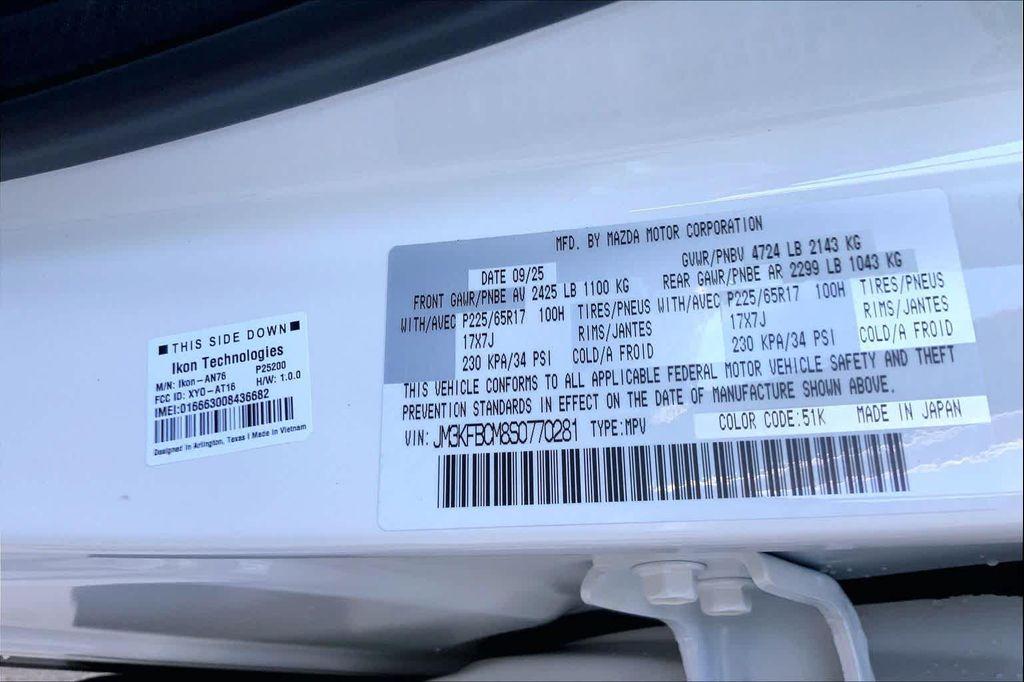 THIS SIDE DOWN
Ikon Technologies
M/N: Ikon-AN76 P25200
FCC ID: XYO-AT16 H/W: 1.0.0
IMEI:016663008436682
Designed in Arlington, Texas | Made in Vietnam
MFD. BY MAZDA MOTOR CORPORATION
DATE 09/25 GVWR/PNBV 4724 LB 2143 KG
FRONT GAWR/PNBE AV 2425 LB 1100 KG REAR GAWR/PNBE AR 2299 LB 1043 KG
WITH/AVEC P225/65R17 100H TIRES/PNEUS WITH/AVEC P225/65R17 100H TIRES/PNEUS
17X7J RIMS/JANTES 17X7J RIMS/JANTES
230 KPA/34 PSI COLD/A FROID 230 KPA/34 PSI COLD/A FROID
THIS VEHICLE CONFORMS TO ALL APPLICABLE FEDERAL MOTOR VEHICLE SAFETY AND THEFT
PREVENTION STANDARDS IN EFFECT ON THE DATE OF MANUFACTURE SHOWN ABOVE.
VIN: JM3KFBCM8S0770281 TYPE:MPV COLOR CODE:51K MADE IN JAPAN